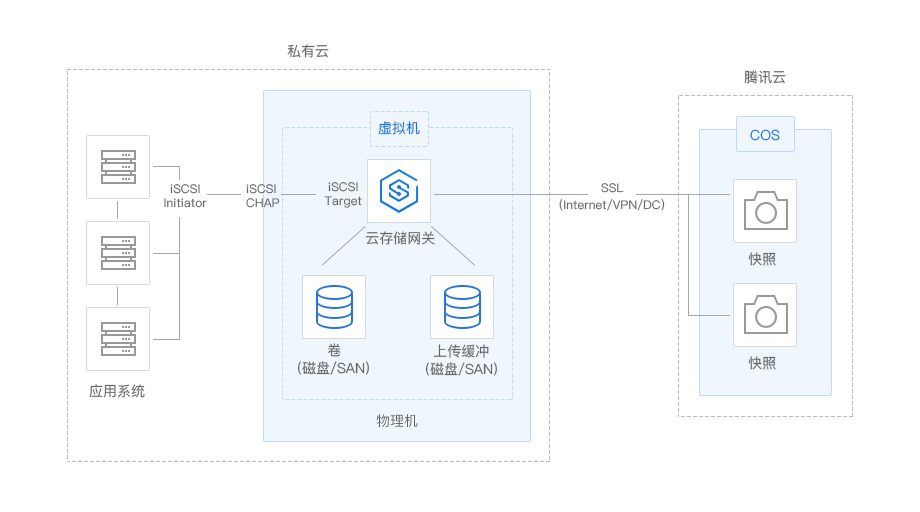 私有云
腾讯云
虚拟机
COS
iSCSI
Initiator
iSCSI
CHAP
iSCSI
Target
SSL
(Internet/VPN/DC)
云存储网关
快照
卷
(磁盘/SAN)
上传缓冲
(磁盘/SAN)
快照
应用系统
物理机